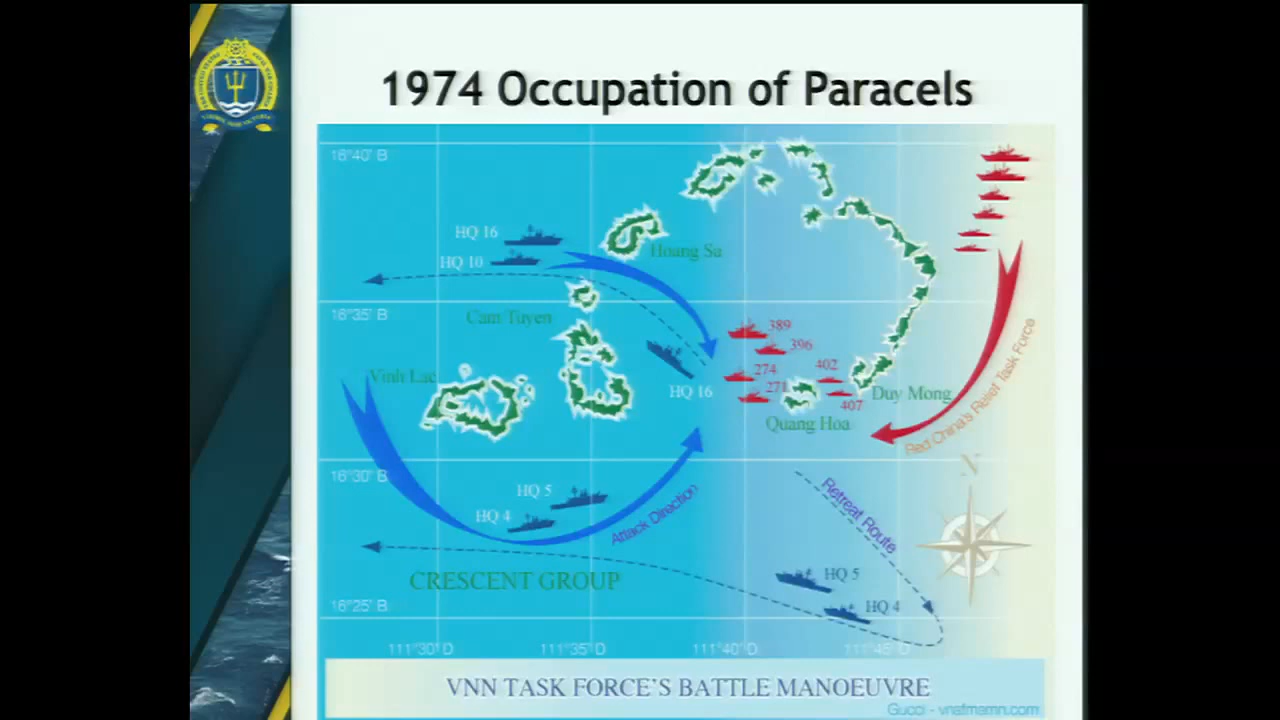 1974 Occupation of Paracels
16°40' B
HQ 16
HQ 10
Hoang Sa
16°35' B
Cam Tuyen
389
396
274
402
271
407
HQ 16
Vinh Lac
Duy Mong
Quang Hoa
Red China's Relief Task Force
N
16°30' B
HQ 5
HQ 4
Attack Direction
Retreat Route
CRESCENT GROUP
HQ 5
HQ 4
16°25' B
111°30' D
111°35' D
111°40' D
111°45' D
VNN TASK FORCE'S BATTLE MANOEUVRE
Gucci - vnafmamn.com